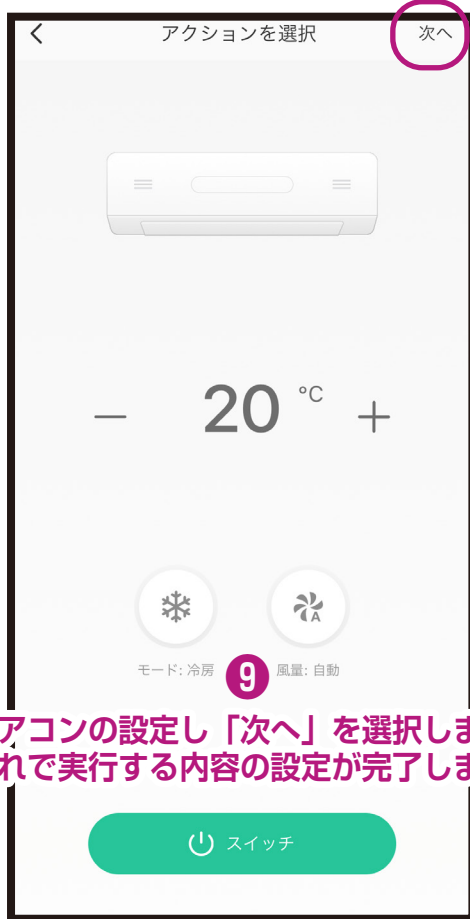 アクションを選択 次へ
20 °C
A
モード: 冷房 風量: 自動
9
アコンの設定し「次へ」を選択しま
れで実行する内容の設定が完了しま
スイッチ